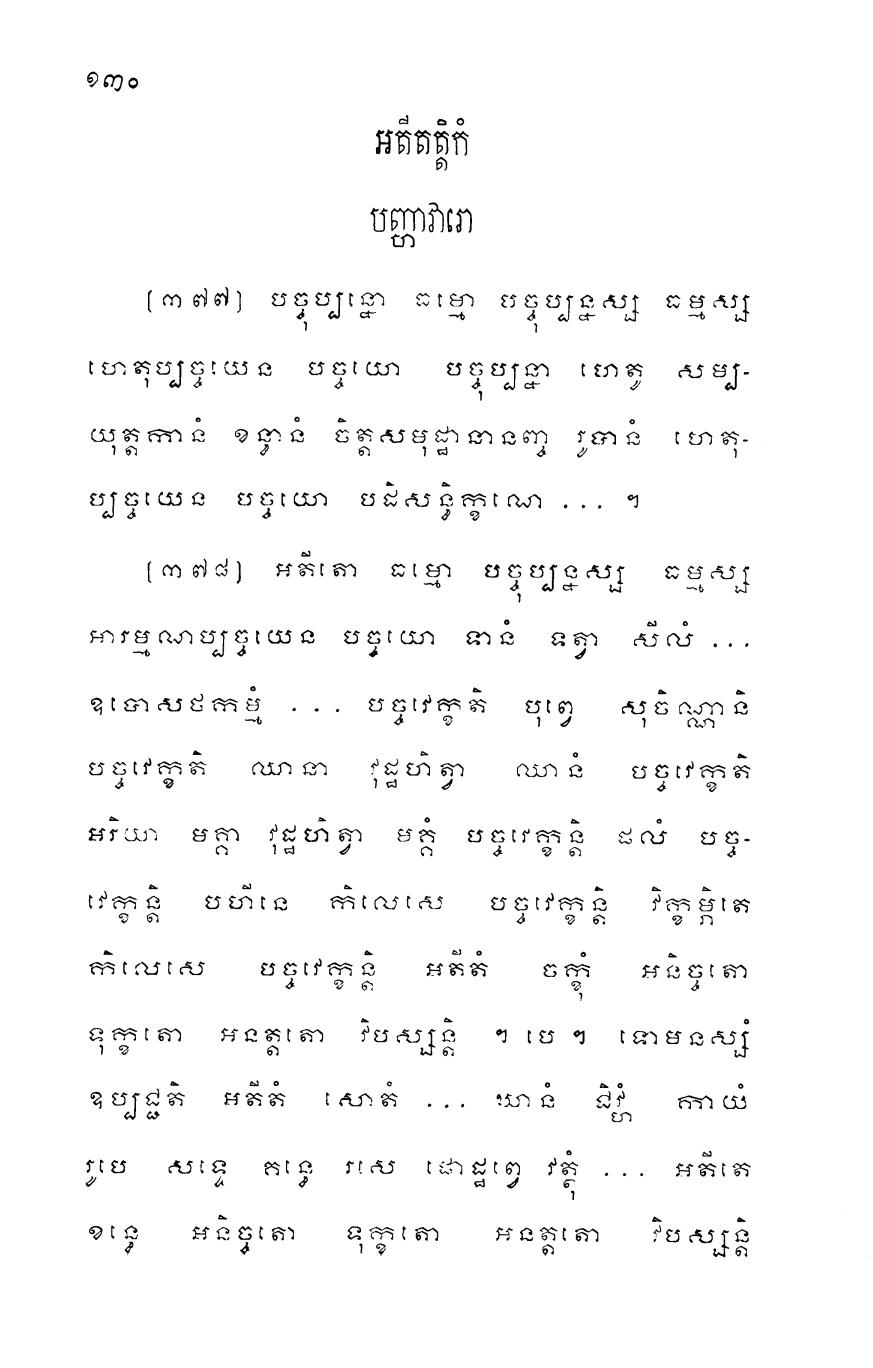 ១៣០
អតីតត្តិកំ
បញ្ហាវារោ
[៣៧៧] បច្ចុប្បន្នោ ធម្មោ បច្ចុប្បន្នស្ស ធម្មស្ស
ហេតុប្បច្ចយេន បច្ចយោ បច្ចុប្បន្នា ហេតូ សម្ប-
យុត្តកានំ ខន្ធានំ ចិត្តសមុដ្ឋានានញ្ច រូបានំ ហេតុ-
ប្បច្ចយេន បច្ចយោ បដិសន្ធិក្ខណេ ... ។
[៣៧៨] អតីតោ ធម្មោ បច្ចុប្បន្នស្ស ធម្មស្ស
អារម្មណប្បច្ចយេន បច្ចយោ ទានំ ទត្វា សីលំ ...
ឧបោសថកម្មំ ... បច្ចវេក្ខតិ បុព្វេ សុចិណ្ណានិ
បច្ចវេក្ខតិ ឈានា វុដ្ឋហិត្វា ឈានំ បច្ចវេក្ខតិ
អរិយា មគ្គា វុដ្ឋហិត្វា មគ្គំ បច្ចវេក្ខន្តិ ផលំ បច្ច-
វេក្ខន្តិ បហីនេ កិលេសេ បច្ចវេក្ខន្តិ វិក្ខម្ភិតេ
កិលេសេ បច្ចវេក្ខន្តិ អតីតំ ចក្ខុំ អនិច្ចតោ
ទុក្ខតោ អនត្តតោ វិបស្សន្តិ ។ បេ ។ ទោមនស្សំ
ឧប្បជ្ជតិ អតីតំ សោតំ ... ឃានំ ជិវ្ហំ កាយំ
រូបេ សទ្ទេ គន្ធេ រសេ ផោដ្ឋព្វេ វត្ថុំ ... អតីតេ
ខន្ធេ អនិច្ចតោ ទុក្ខតោ អនត្តតោ វិបស្សន្តិ